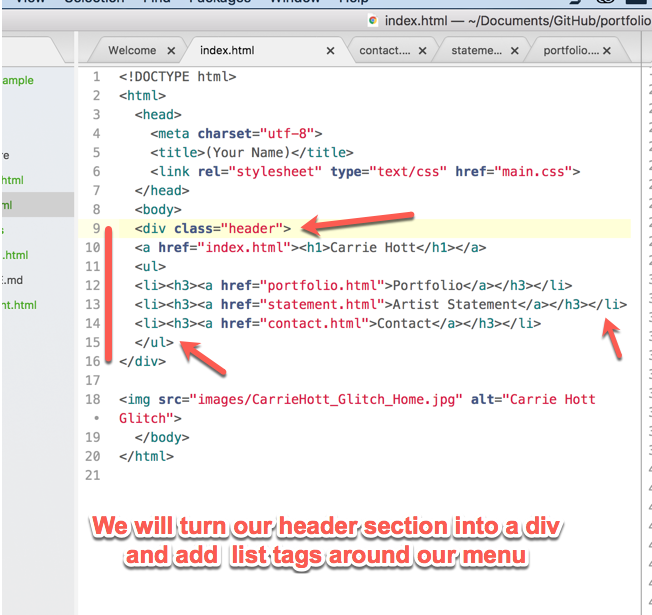 View Selection Find Packages Window Help
index.html — ~/Documents/GitHub/portfolio
Welcome × index.html × contact.... × stateme... × portfolio.... ×
ample
re
html
ml
s
.html
E.md
nt.html
1 <!DOCTYPE html>
2 <html>
3 <head>
4 <meta charset="utf-8">
5 <title>(Your Name)</title>
6 <link rel="stylesheet" type="text/css" href="main.css">
7 </head>
8 <body>
9 <div class="header">
10 <a href="index.html"><h1>Carrie Hott</h1></a>
11 <ul>
12 <li><h3><a href="portfolio.html">Portfolio</a></h3></li>
13 <li><h3><a href="statement.html">Artist Statement</a></h3></li>
14 <li><h3><a href="contact.html">Contact</a></h3></li>
15 </ul>
16 </div>
17
18 <img src="images/CarrieHott_Glitch_Home.jpg" alt="Carrie Hott
• Glitch">
19 </body>
20 </html>
21
We will turn our header section into a div
and add list tags around our menu